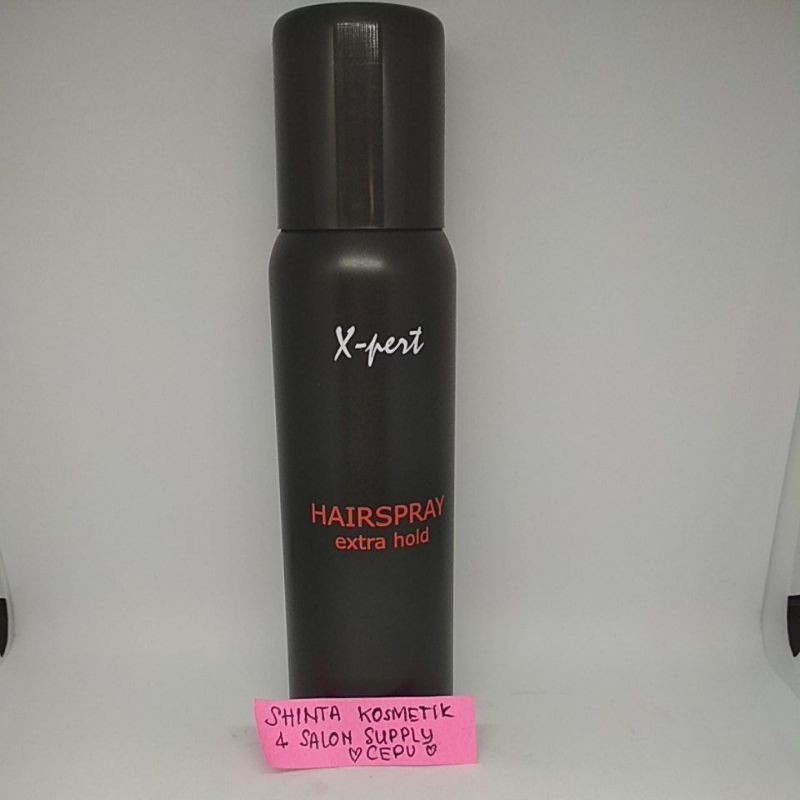 X-pert
HAIRSPRAY
extra hold
SHINTA KOSMETIK
& SALON SUPPLY
♡ CEPU ♡